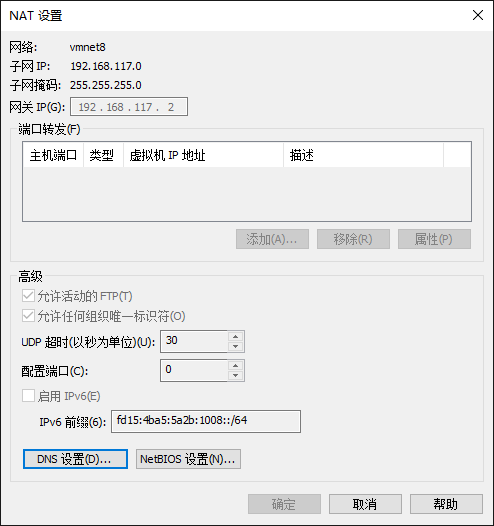 NAT 设置
网络: vmnet8
子网 IP: 192.168.117.0
子网掩码: 255.255.255.0
网关 IP(G): 192 . 168 . 117 . 2
端口转发(F)
主机端口 类型 虚拟机 IP 地址 描述
添加(A)... 移除(R) 属性(P)
高级
允许活动的 FTP(T)
允许任何组织唯一标识符(O)
UDP 超时(以秒为单位)(U): 30
配置端口(C): 0
启用 IPv6(E)
IPv6 前缀(6): fd15:4ba5:5a2b:1008::/64
DNS 设置(D)... NetBIOS 设置(N)...
确定 取消 帮助